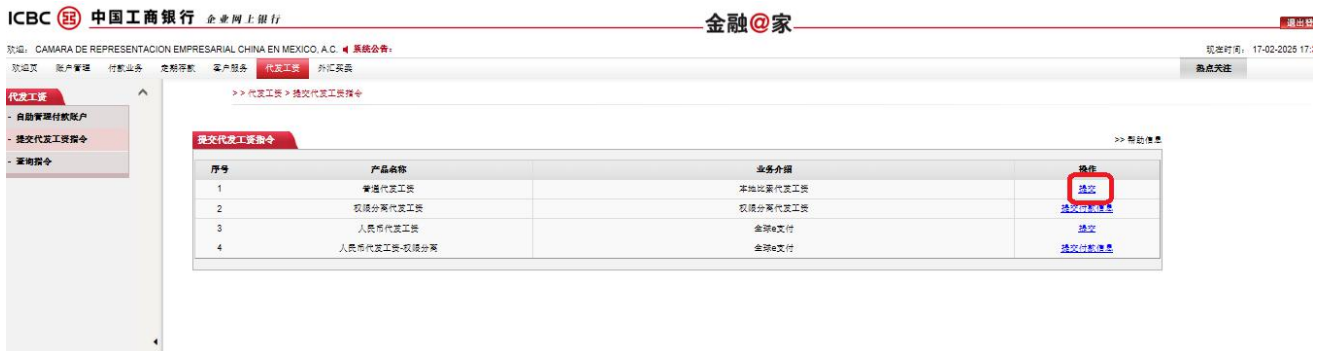 ICBC 中国工商银行 企业网上银行 金融@家 退出登
欢迎: CAMARA DE REPRESENTACION EMPRESARIAL CHINA EN MEXICO, A.C. 系统公告: 现在时间: 17-02-2025 17:
欢迎页 账户管理 付款业务 定期存款 客户服务 代发工资 外汇买卖 热点关注
代发工资
- 自助管理付款账户
- 提交代发工资指令
- 查询指令
>> 代发工资 > 提交代发工资指令
提交代发工资指令 >> 帮助信息
序号 产品名称 业务介绍 操作
1 普通代发工资 本地比索代发工资 提交
2 权限分离代发工资 权限分离代发工资 提交付款信息
3 人民币代发工资 全球e支付 提交
4 人民币代发工资-权限分离 全球e支付 提交付款信息